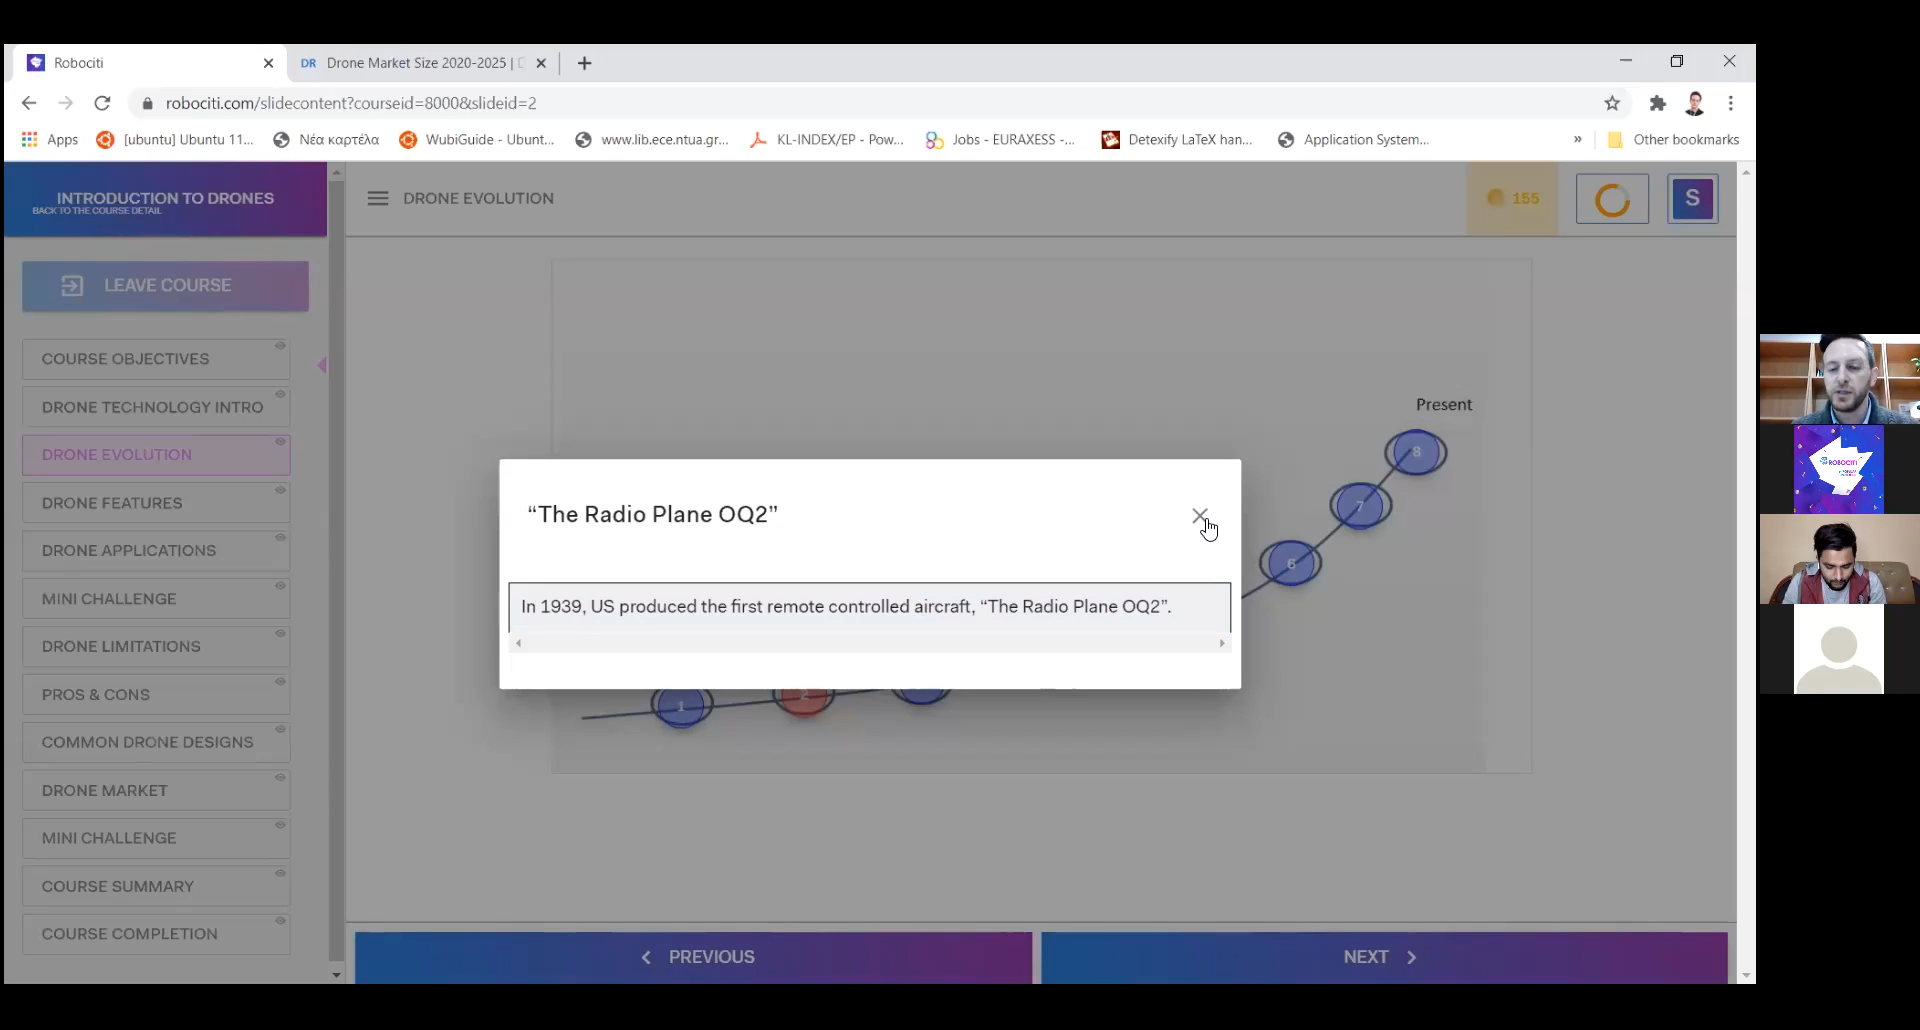 Robociti
DR Drone Market Size 2020-2025 |
robociti.com/slidecontent?courseid=8000&slideid=2
Apps
[ubuntu] Ubuntu 11...
Νέα καρτέλα
WubiGuide - Ubunt...
www.lib.ece.ntua.gr...
KL-INDEX/EP - Pow...
Jobs - EURAXESS -...
Detexify LaTeX han...
Application System...
»
Other bookmarks
INTRODUCTION TO DRONES
BACK TO THE COURSE DETAIL
DRONE EVOLUTION
155
S
LEAVE COURSE
COURSE OBJECTIVES
DRONE TECHNOLOGY INTRO
DRONE EVOLUTION
DRONE FEATURES
DRONE APPLICATIONS
MINI CHALLENGE
DRONE LIMITATIONS
PROS & CONS
COMMON DRONE DESIGNS
DRONE MARKET
MINI CHALLENGE
COURSE SUMMARY
COURSE COMPLETION
Present
8
7
6
“The Radio Plane OQ2”
In 1939, US produced the first remote controlled aircraft, “The Radio Plane OQ2”.
1
2
PREVIOUS
NEXT
ROBOCITI